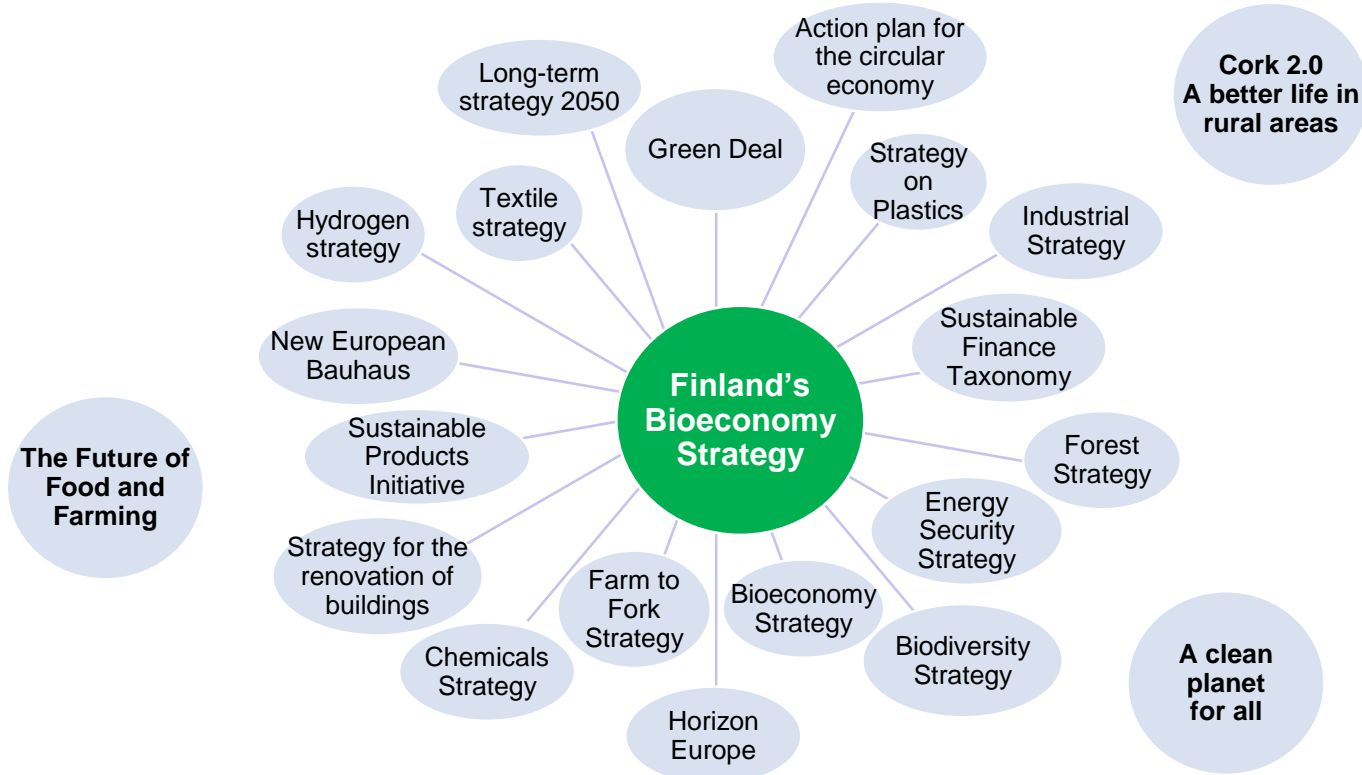 Action plan for
the circular
economy
Cork 2.0
A better life in
rural areas
Long-term
strategy 2050
Green Deal
Strategy
on
Plastics
Textile
strategy
Hydrogen
strategy
Industrial
Strategy
New European
Bauhaus
Sustainable
Finance
Taxonomy
Finland’s
Bioeconomy
Strategy
Sustainable
Products
Initiative
The Future of
Food and
Farming
Forest
Strategy
Energy
Security
Strategy
Strategy for the
renovation of
buildings
Farm to
Fork
Strategy
Bioeconomy
Strategy
Biodiversity
Strategy
Chemicals
Strategy
A clean
planet
for all
Horizon
Europe